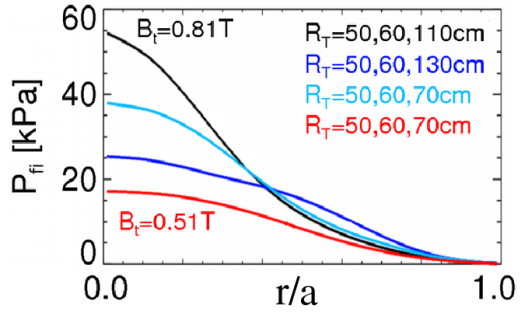 60
40
20
0
P_fi [kPa]
B_t=0.81T
R_T=50,60,110cm
R_T=50,60,130cm
R_T=50,60,70cm
R_T=50,60,70cm
B_t=0.51T
0.0
r/a
1.0